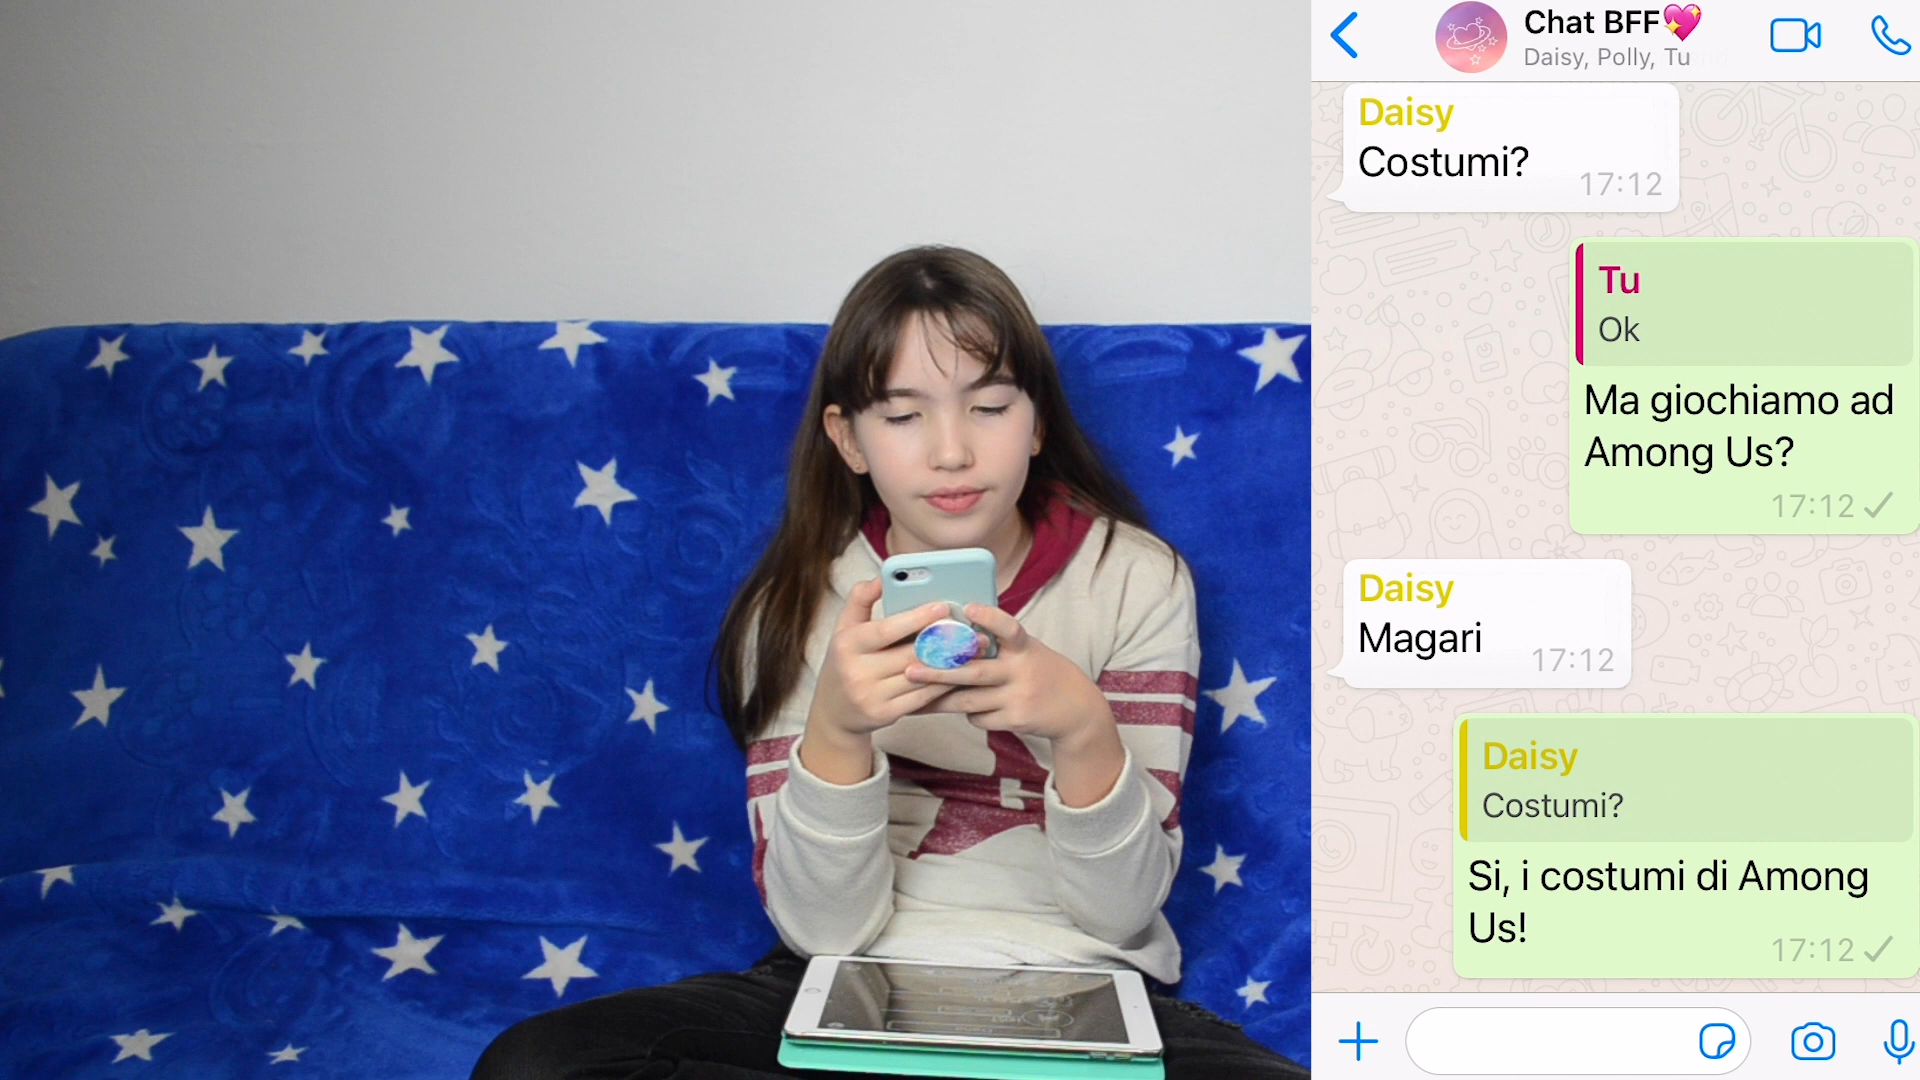 Chat BFF💖
Daisy, Polly, Tu
Daisy
Costumi?
17:12
Tu
Ok
Ma giochiamo ad
Among Us?
17:12
Daisy
Magari
17:12
Daisy
Costumi?
Si, i costumi di Among
Us!
17:12